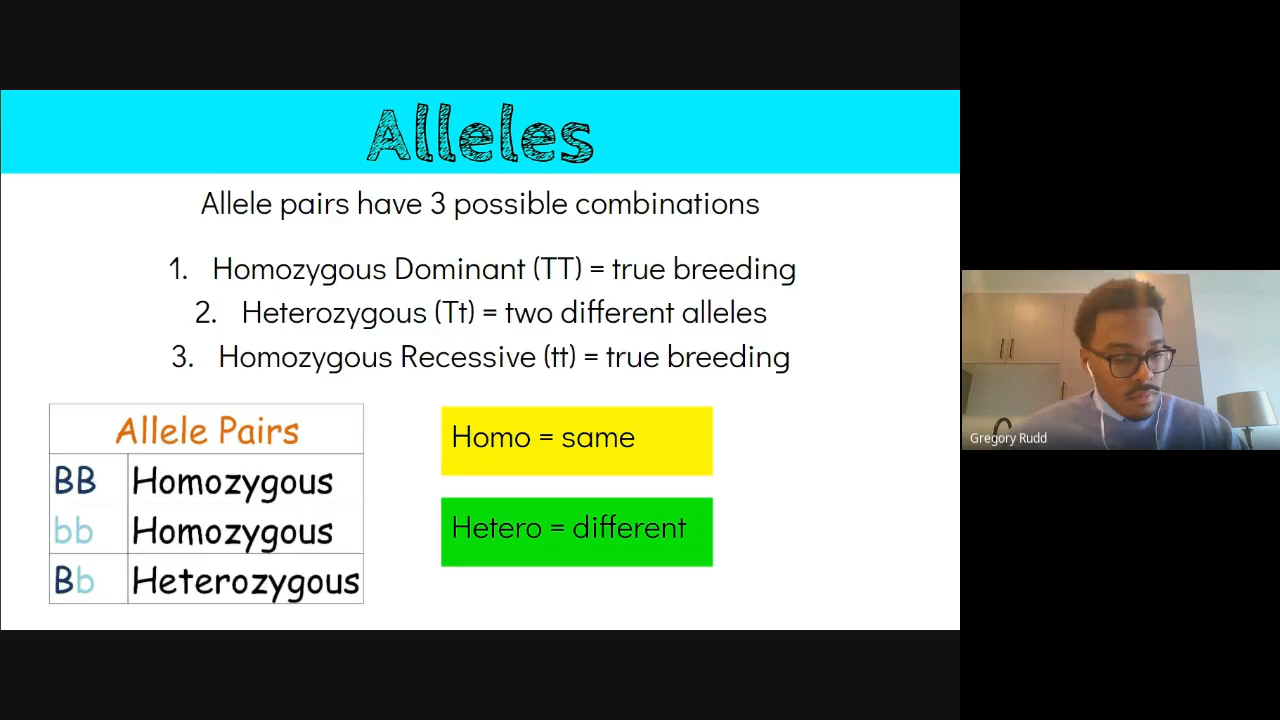 Alleles
Allele pairs have 3 possible combinations
1. Homozygous Dominant (TT) = true breeding
2. Heterozygous (Tt) = two different alleles
3. Homozygous Recessive (tt) = true breeding
Allele Pairs
BB Homozygous
bb Homozygous
Bb Heterozygous
Homo = same
Hetero = different
Gregory Rudd